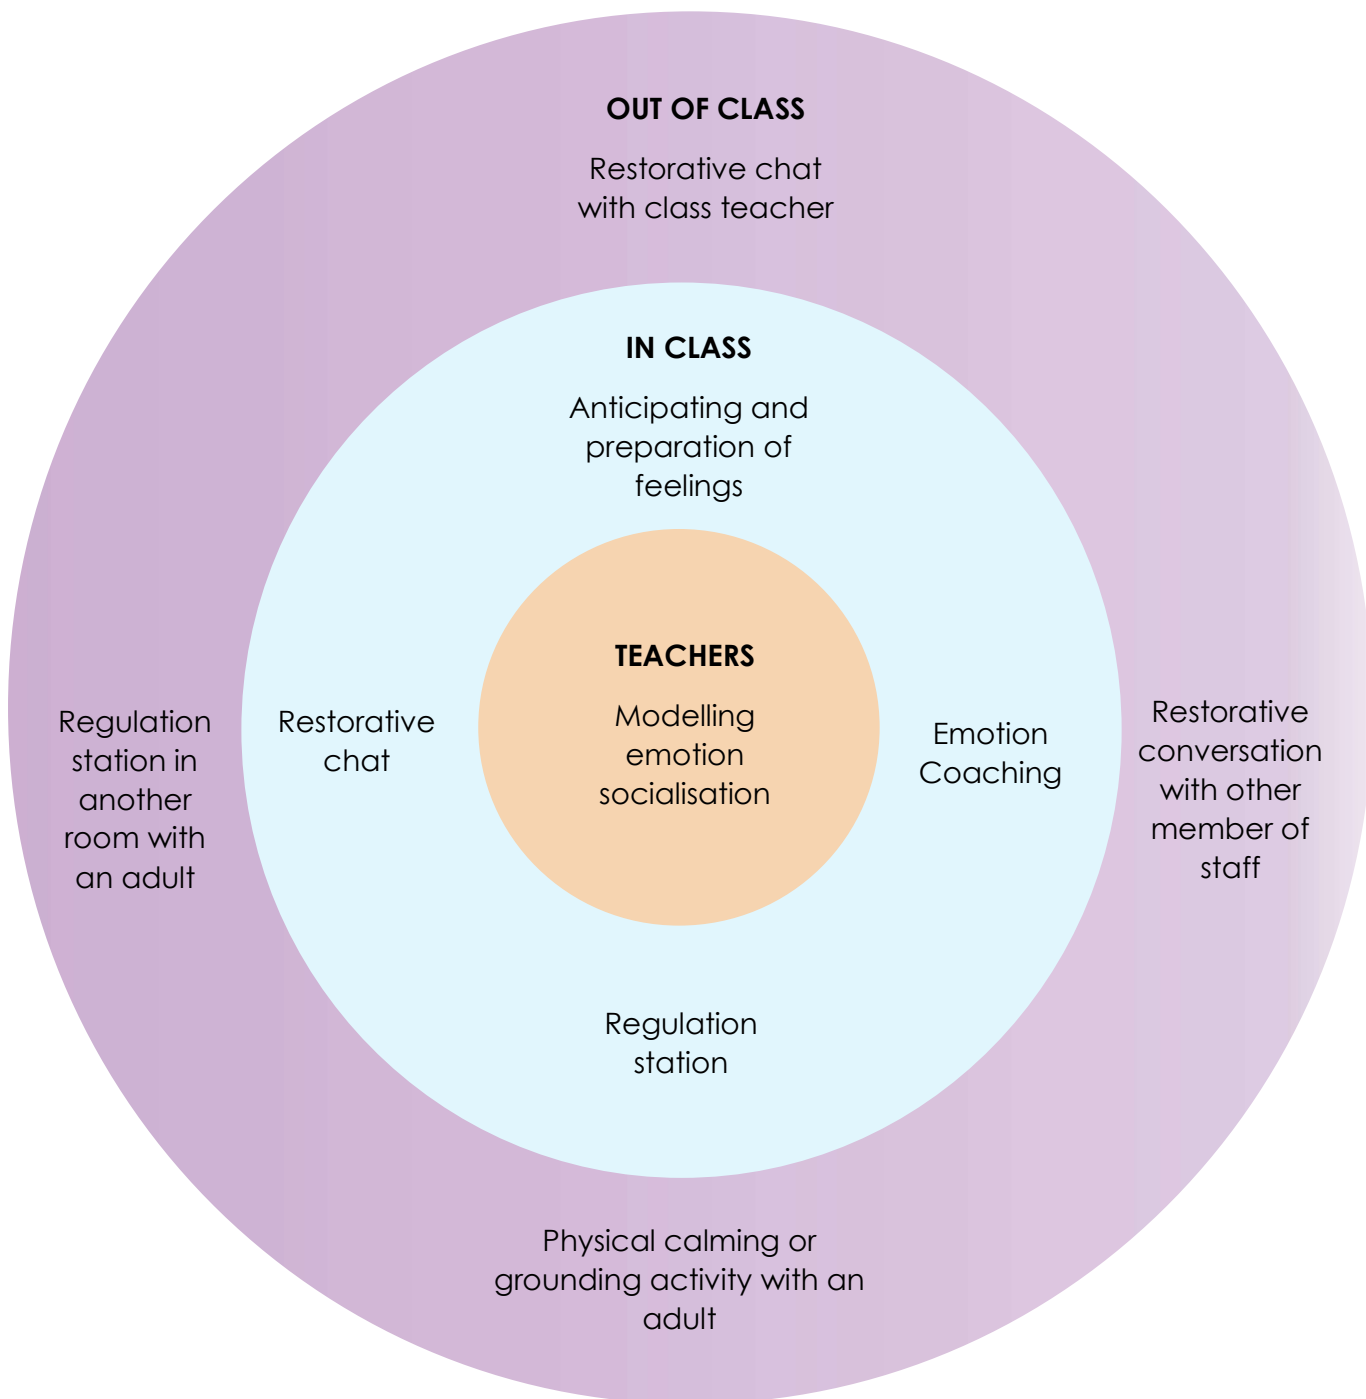 OUT OF CLASS
Restorative chat
with class teacher
IN CLASS
Anticipating and
preparation of
feelings
TEACHERS
Modelling
emotion
socialisation
Regulation
station in
another
room with
an adult
Restorative
chat
Emotion
Coaching
Restorative
conversation
with other
member of
staff
Regulation
station
Physical calming or
grounding activity with an
adult